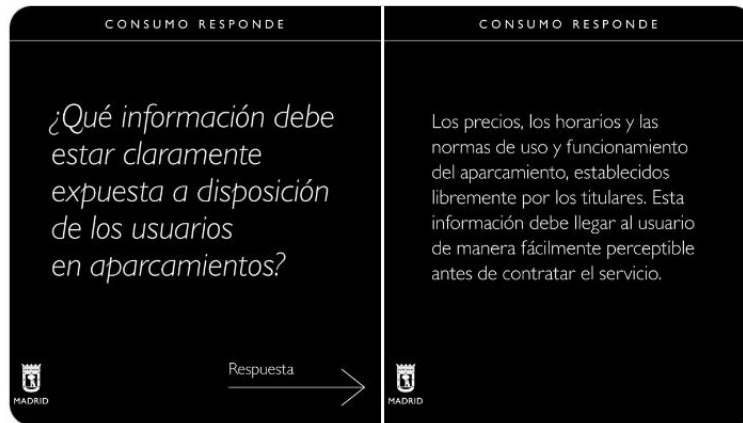 CONSUMO RESPONDE
¿Qué información debe
estar claramente
expuesta a disposición
de los usuarios
en aparcamientos?
Respuesta
MADRID
CONSUMO RESPONDE
Los precios, los horarios y las
normas de uso y funcionamiento
del aparcamiento, establecidos
libremente por los titulares. Esta
información debe llegar al usuario
de manera fácilmente perceptible
antes de contratar el servicio.
MADRID